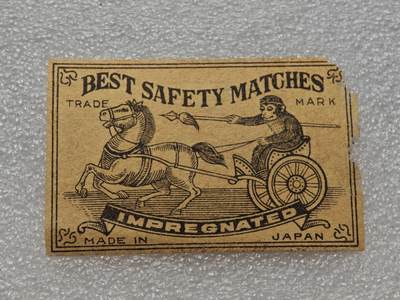 BEST SAFETY MATCHES
TRADE MARK
IMPREGNATED
MADE IN JAPAN